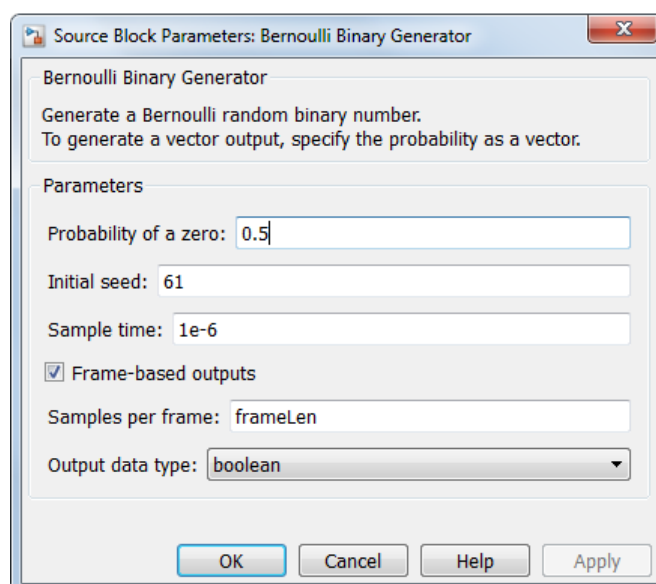 Source Block Parameters: Bernoulli Binary Generator
Bernoulli Binary Generator
Generate a Bernoulli random binary number.
To generate a vector output, specify the probability as a vector.
Parameters
Probability of a zero: 0.5
Initial seed: 61
Sample time: 1e-6
Frame-based outputs
Samples per frame: frameLen
Output data type: boolean
OK Cancel Help Apply